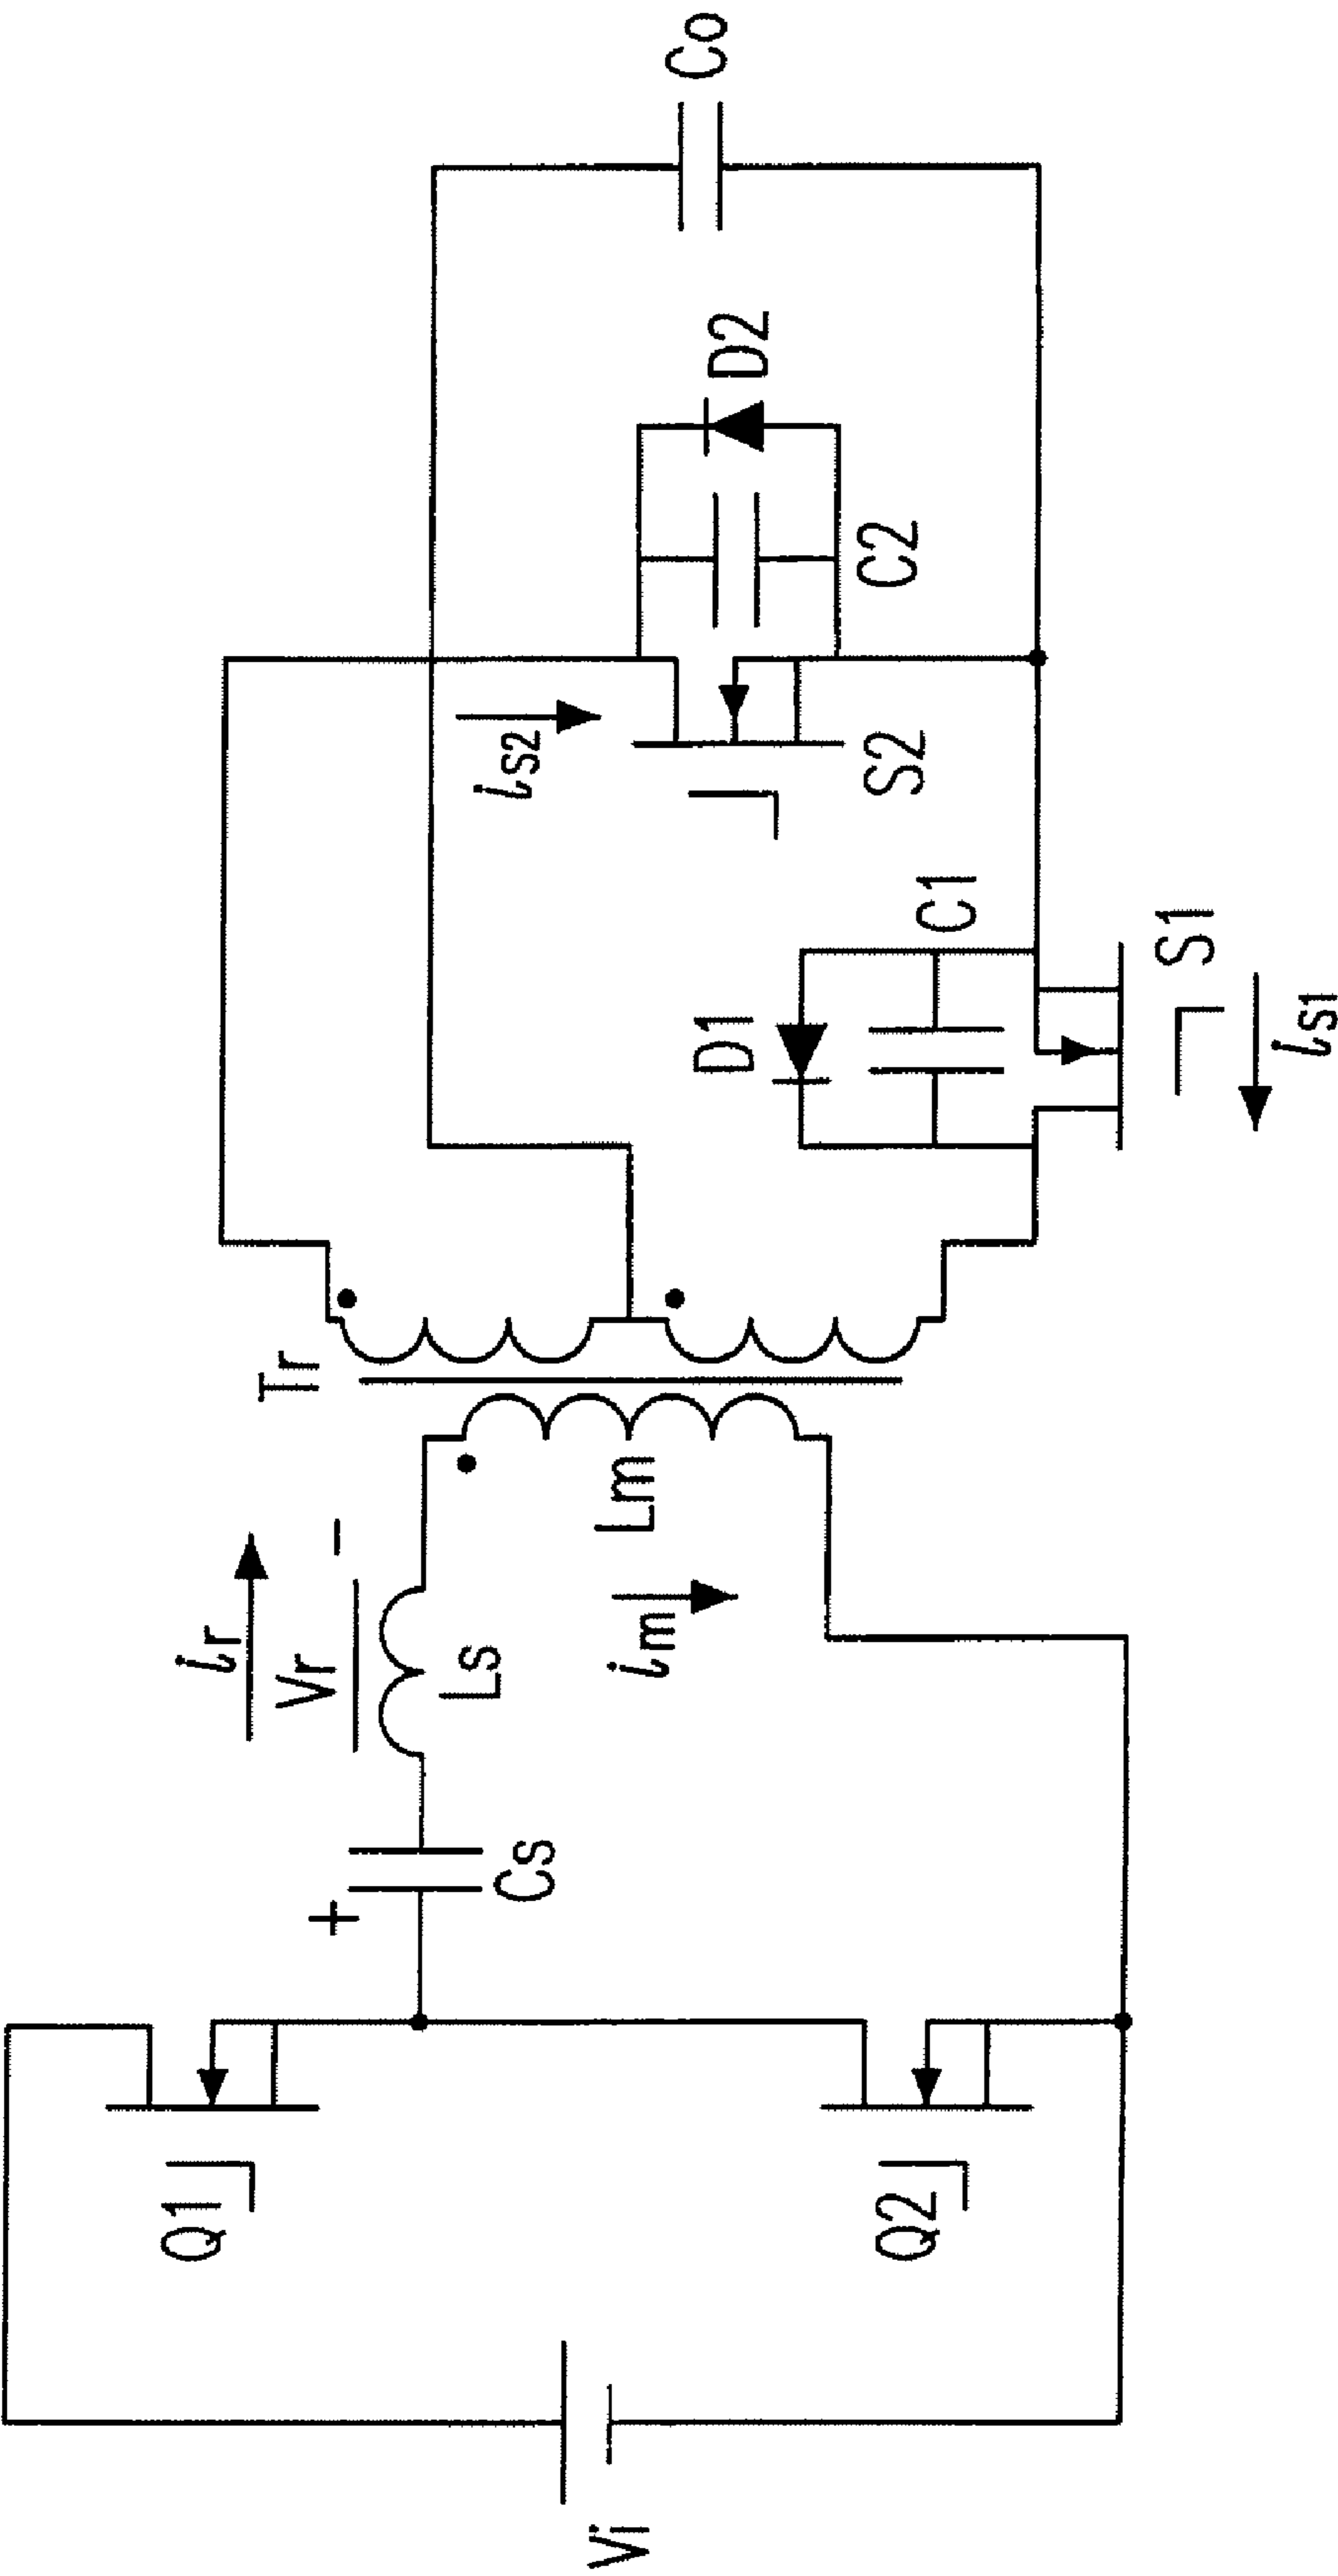 Vi
Q1
Q2
+
Cs
ir
Vr
-
Ls
im
Lm
Tr
D1
C1
S1
is1
is2
S2
C2
D2
Co